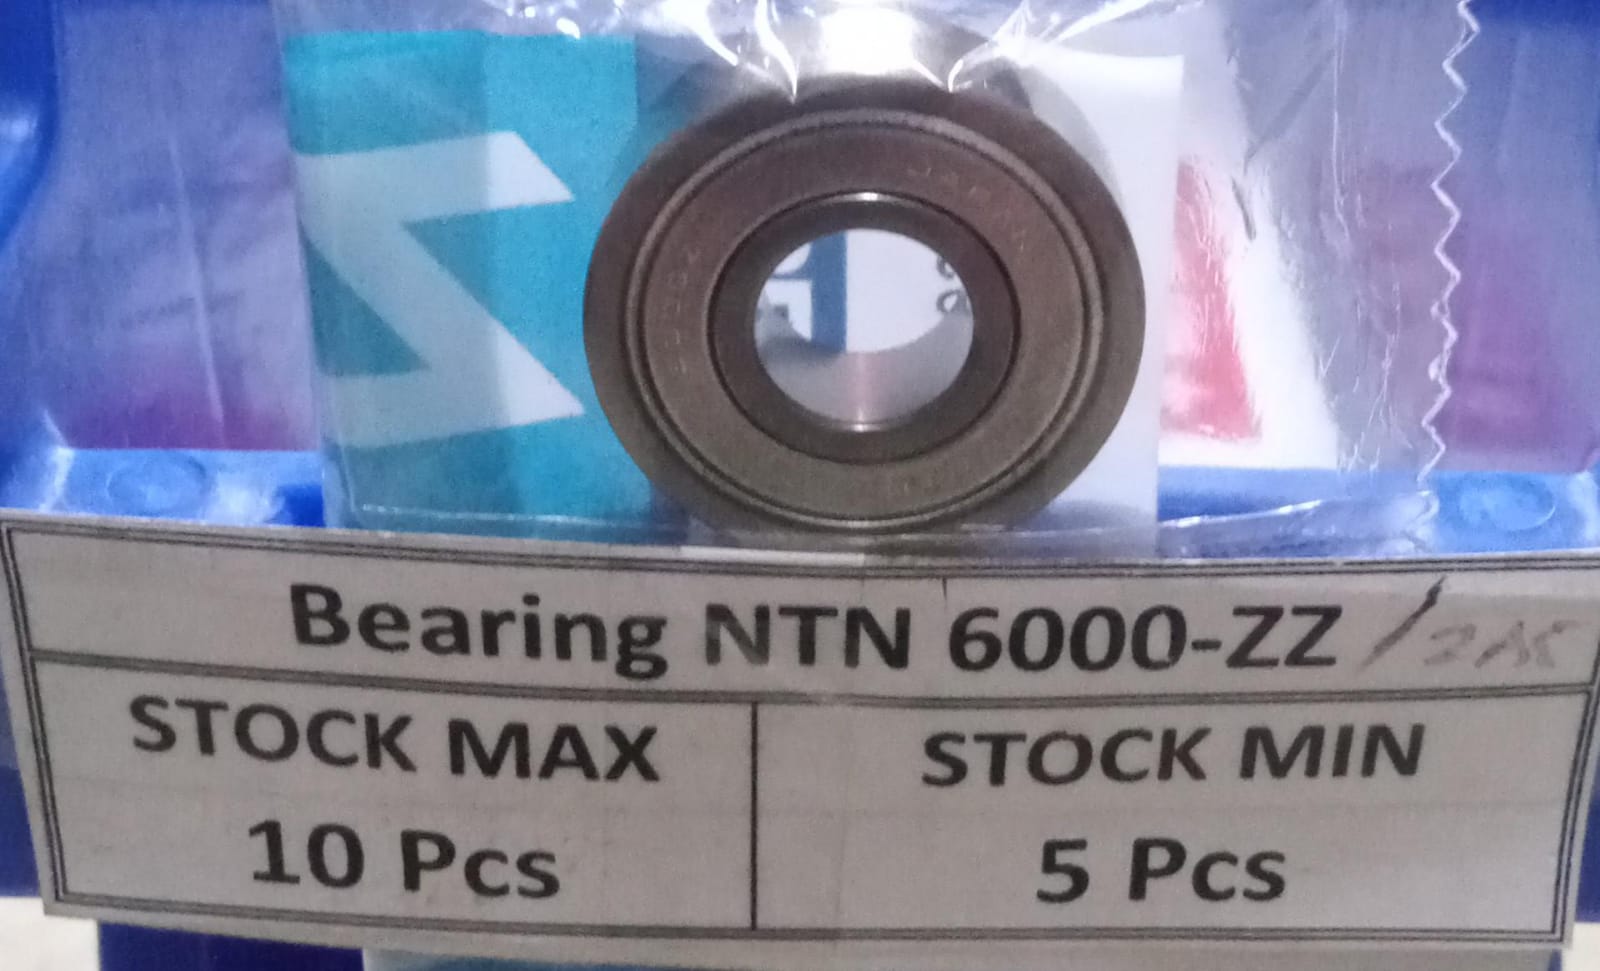 Bearing NTN 6000-ZZ /
STOCK MAX
STOCK MIN
10 Pcs
5 Pcs